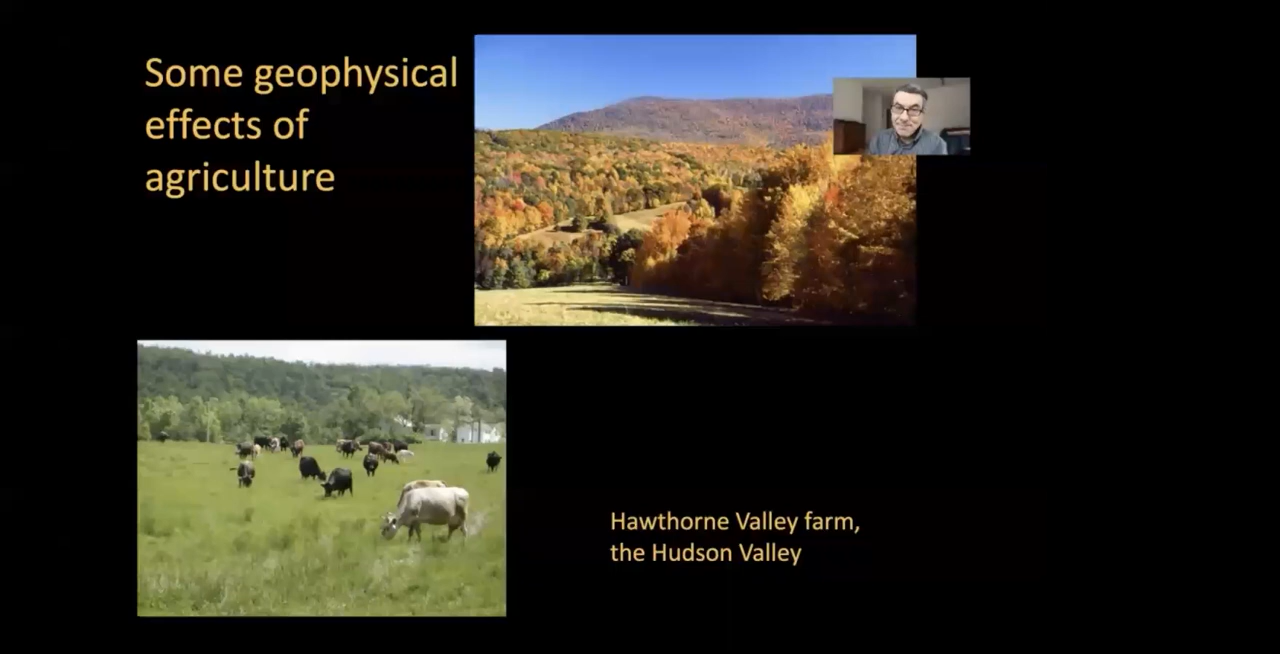 Some geophysical
effects of
agriculture
Hawthorne Valley farm,
the Hudson Valley